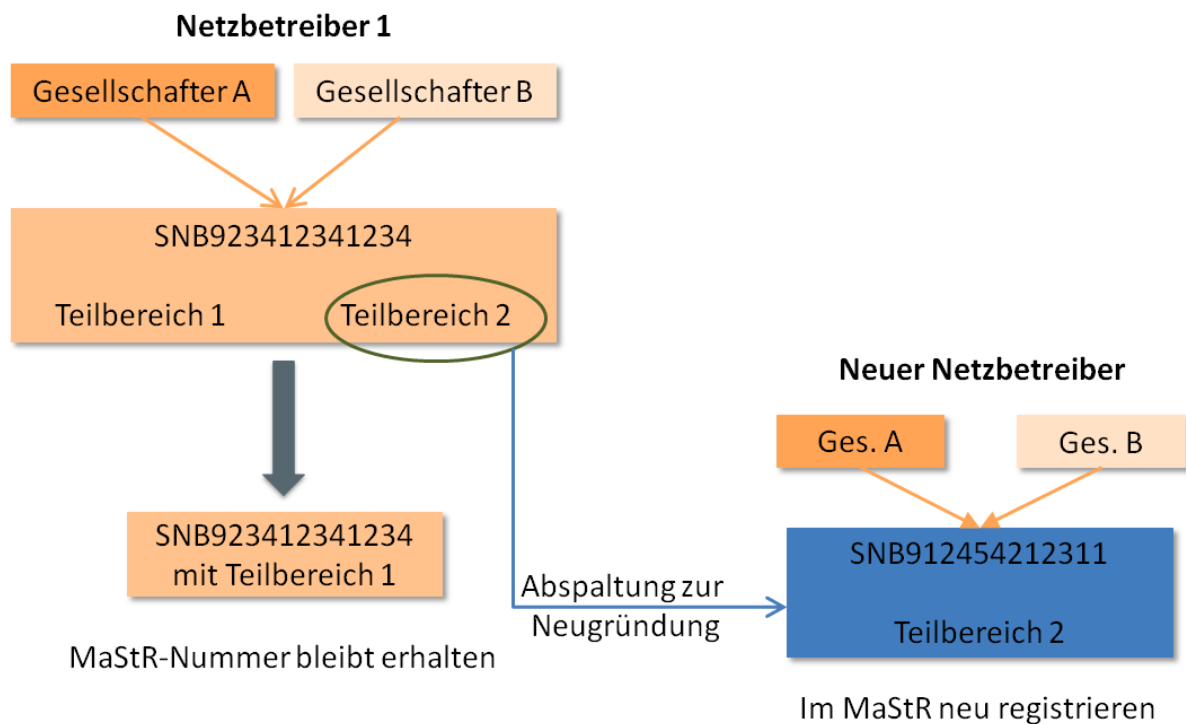 Netzbetreiber 1
Gesellschafter A
Gesellschafter B
SNB923412341234
Teilbereich 1
Teilbereich 2
SNB923412341234
mit Teilbereich 1
MaStR-Nummer bleibt erhalten
Abspaltung zur
Neugründung
Neuer Netzbetreiber
Ges. A
Ges. B
SNB912454212311
Teilbereich 2
Im MaStR neu registrieren